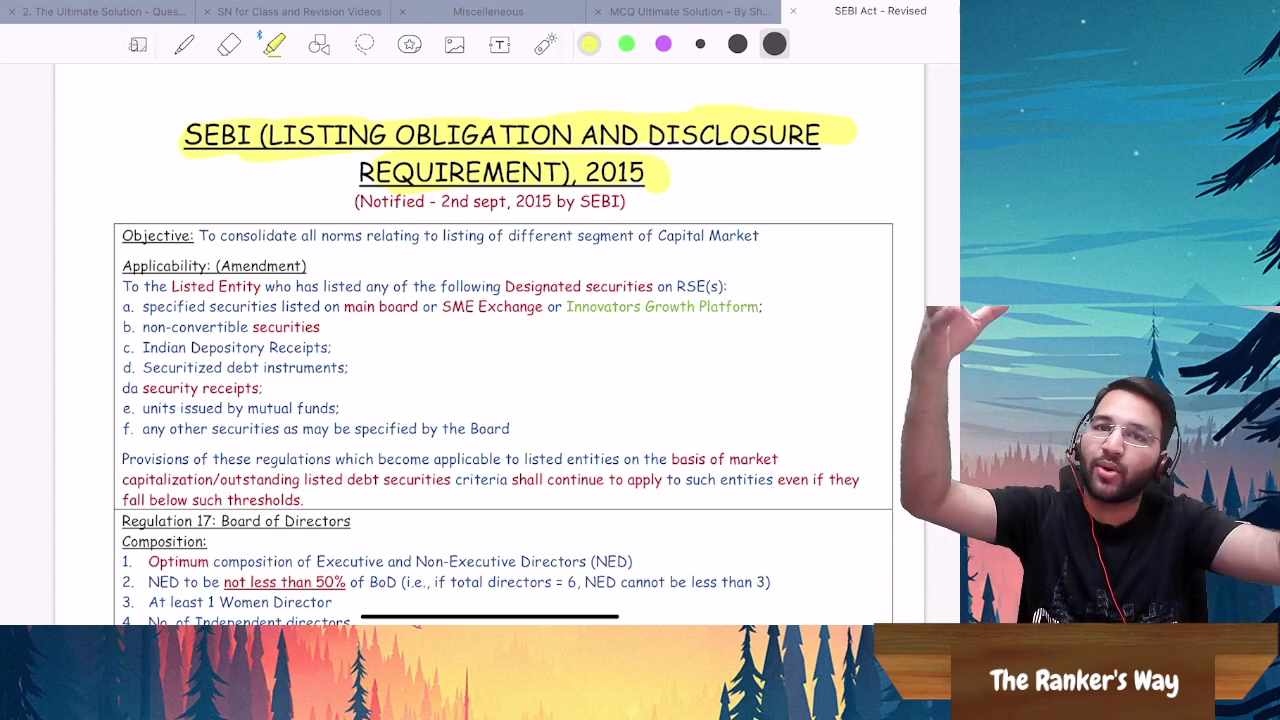 2. The Ultimate Solution - Ques...
SN for Class and Revision Videos
Miscellaneous
MCQ Ultimate Solution - By Sh...
SEBI Act - Revised
SEBI (LISTING OBLIGATION AND DISCLOSURE
REQUIREMENT), 2015
(Notified - 2nd sept, 2015 by SEBI)
Objective: To consolidate all norms relating to listing of different segment of Capital Market
Applicability: (Amendment)
To the Listed Entity who has listed any of the following Designated securities on RSE(s):
a. specified securities listed on main board or SME Exchange or Innovators Growth Platform;
b. non-convertible securities
c. Indian Depository Receipts;
d. Securitized debt instruments;
da security receipts;
e. units issued by mutual funds;
f. any other securities as may be specified by the Board
Provisions of these regulations which become applicable to listed entities on the basis of market
capitalization/outstanding listed debt securities criteria shall continue to apply to such entities even if they
fall below such thresholds.
Regulation 17: Board of Directors
Composition:
1. Optimum composition of Executive and Non-Executive Directors (NED)
2. NED to be not less than 50% of BoD (i.e., if total directors = 6, NED cannot be less than 3)
3. At least 1 Women Director
4. No. of Independent directors
The Ranker's Way